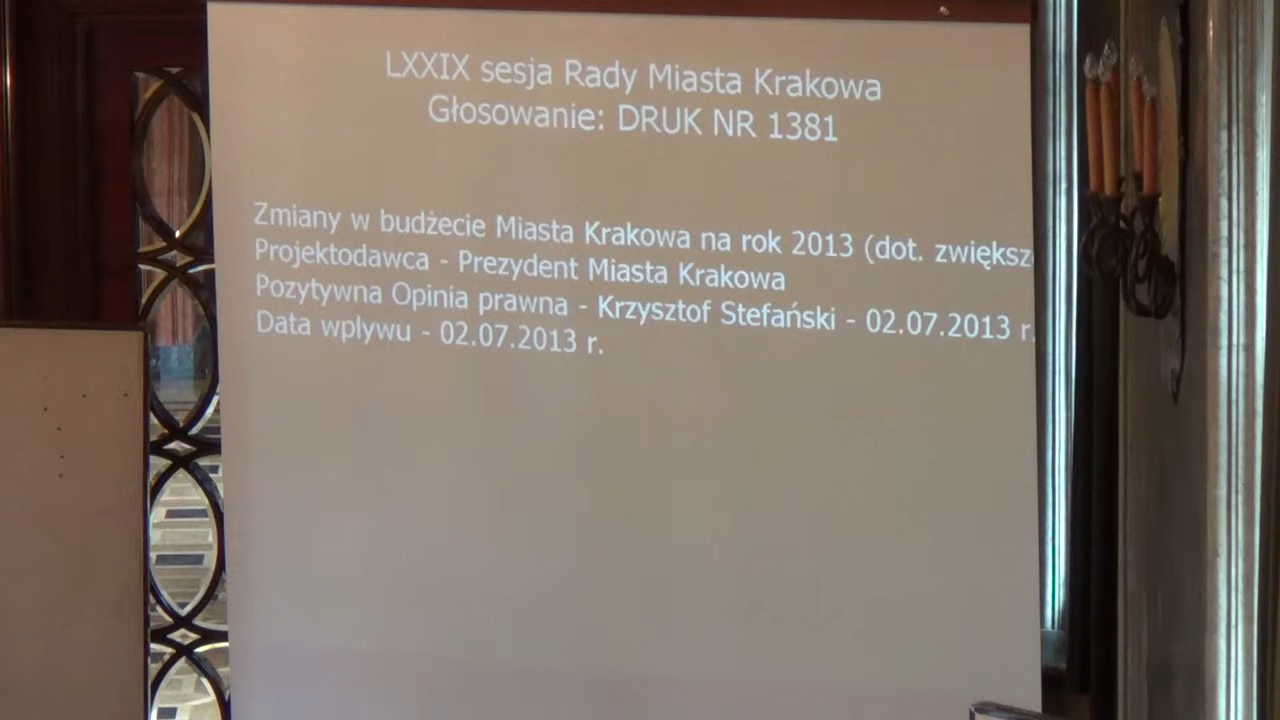 LXXIX sesja Rady Miasta Krakowa
Głosowanie: DRUK NR 1381
Zmiany w budżecie Miasta Krakowa na rok 2013 (dot. zwiększ
Projektodawca - Prezydent Miasta Krakowa
Pozytywna Opinia prawna - Krzysztof Stefański - 02.07.2013 r.
Data wpływu - 02.07.2013 r.